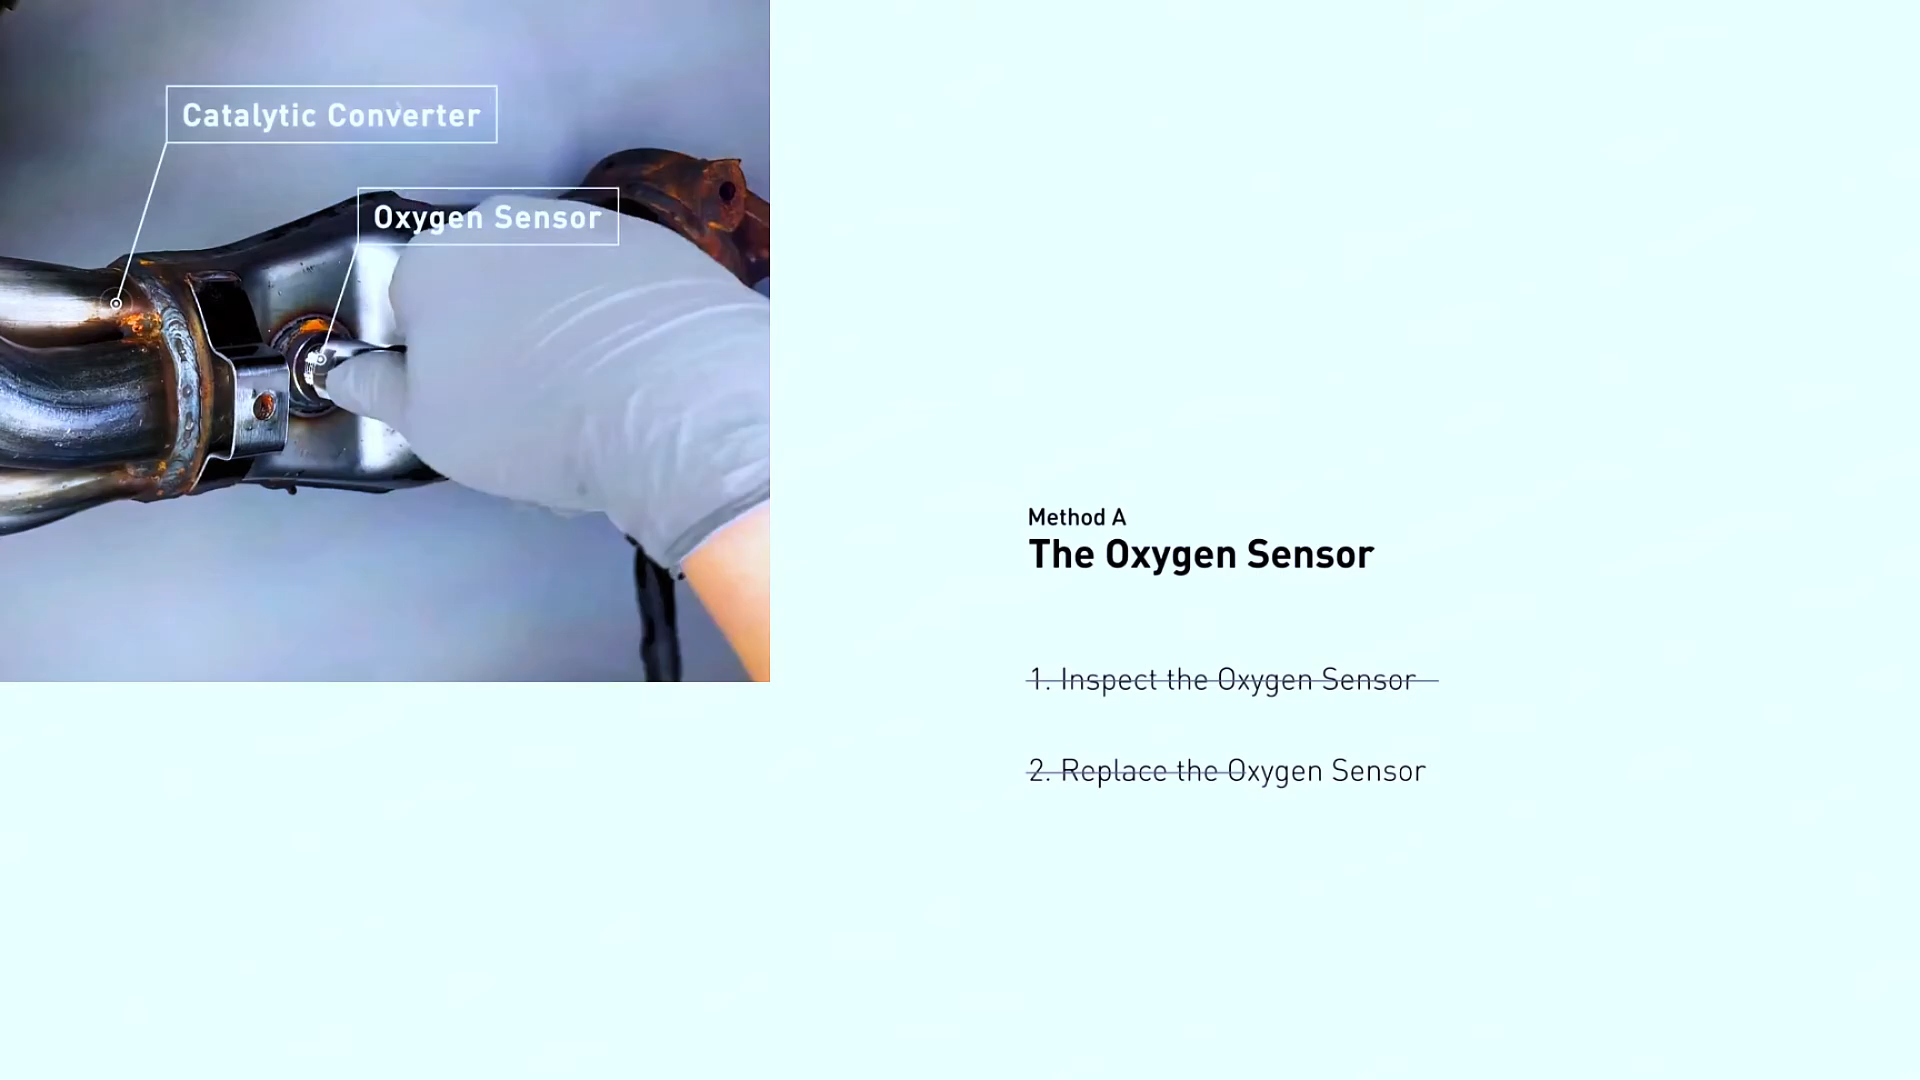 Catalytic Converter
Oxygen Sensor
Method A
The Oxygen Sensor
1. Inspect the Oxygen Sensor
2. Replace the Oxygen Sensor